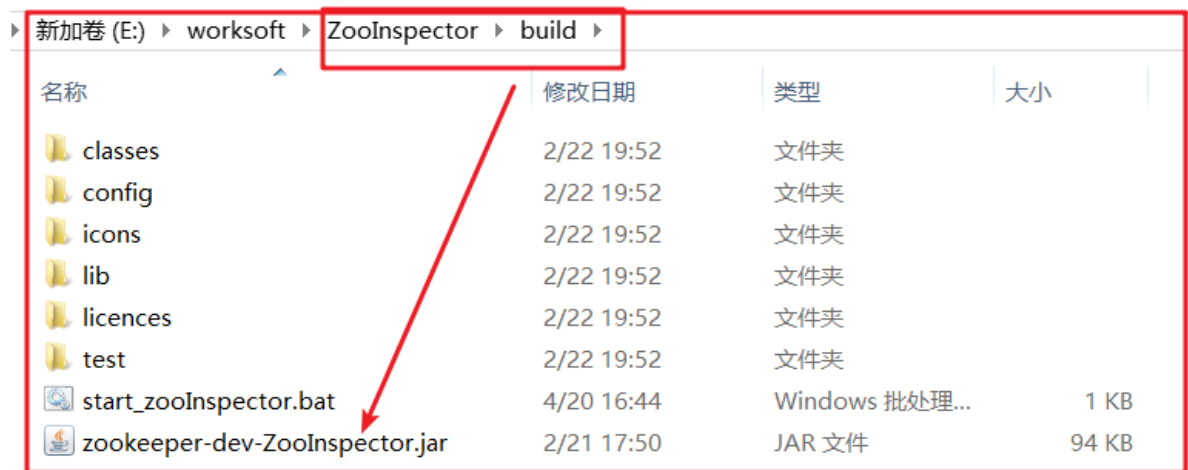 新加卷 (E:) worksoft ZooInspector build
名称 修改日期 类型 大小
classes 2/22 19:52 文件夹
config 2/22 19:52 文件夹
icons 2/22 19:52 文件夹
lib 2/22 19:52 文件夹
licences 2/22 19:52 文件夹
test 2/22 19:52 文件夹
start_zooInspector.bat 4/20 16:44 Windows 批处理... 1 KB
zookeeper-dev-ZooInspector.jar 2/21 17:50 JAR 文件 94 KB